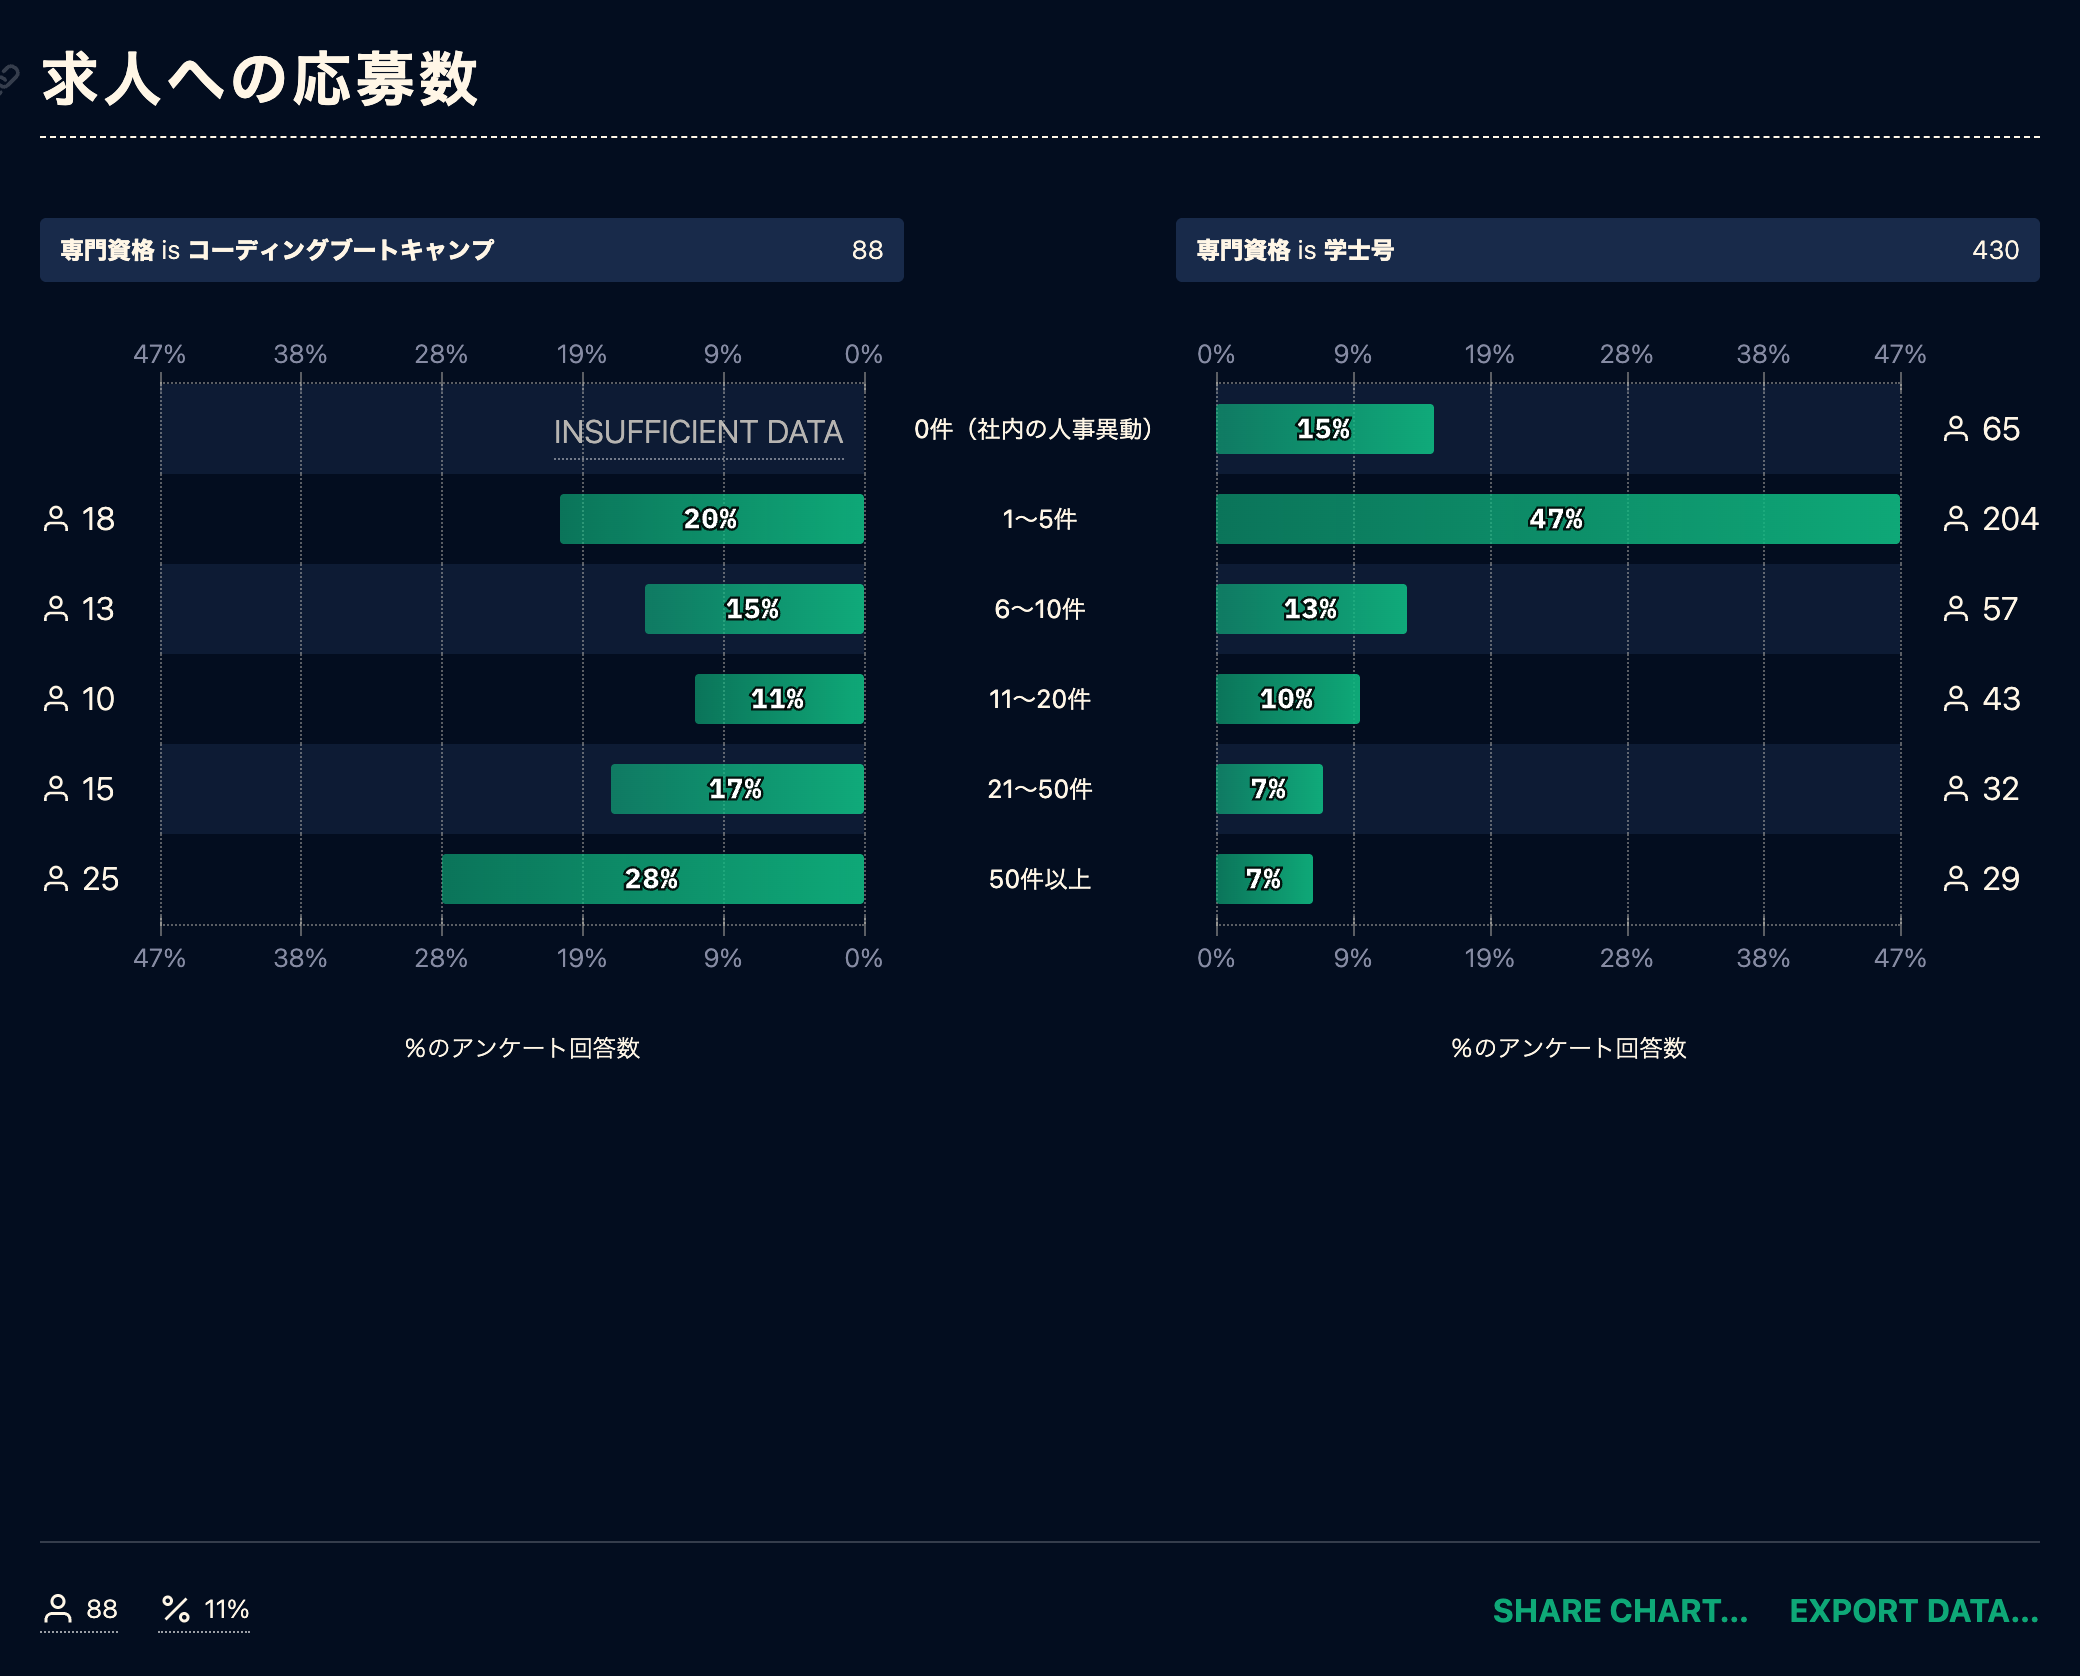 求人への応募数
専門資格 is コーディングブートキャンプ 88
専門資格 is 学士号 430
47% 38% 28% 19% 9% 0%
0% 9% 19% 28% 38% 47%
INSUFFICIENT DATA 0件（社内の人事異動） 15% 65
18 20% 1〜5件 47% 204
13 15% 6〜10件 13% 57
10 11% 11〜20件 10% 43
15 17% 21〜50件 7% 32
25 28% 50件以上 7% 29
47% 38% 28% 19% 9% 0%
0% 9% 19% 28% 38% 47%
%のアンケート回答数
%のアンケート回答数
88 % 11%
SHARE CHART... EXPORT DATA...